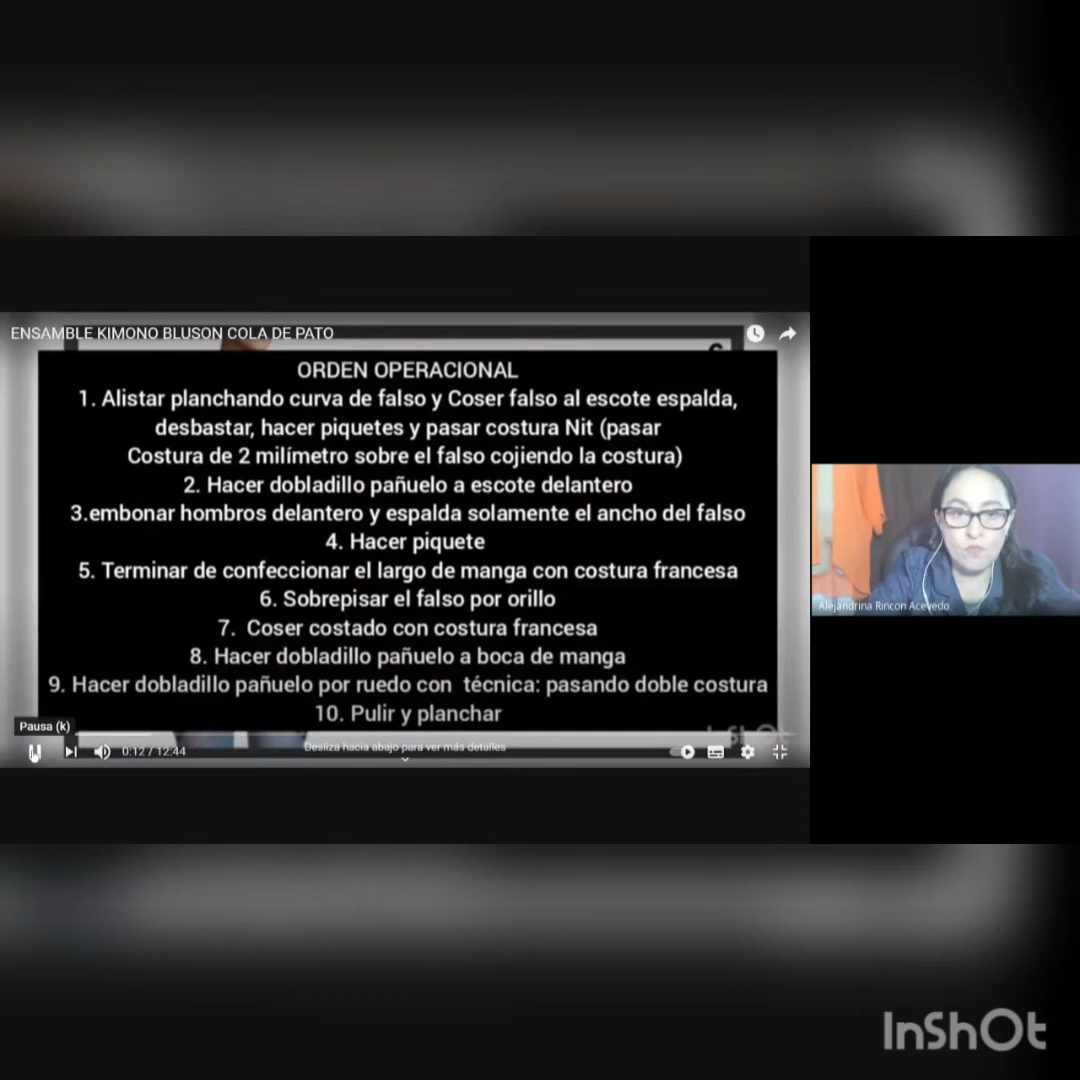 ENSAMBLE KIMONO BLUSON COLA DE PATO
ORDEN OPERACIONAL
1. Alistar planchando curva de falso y Coser falso al escote espalda,
desbastar, hacer piquetes y pasar costura Nit (pasar
Costura de 2 milímetro sobre el falso cojiendo la costura)
2. Hacer dobladillo pañuelo a escote delantero
3.embonar hombros delantero y espalda solamente el ancho del falso
4. Hacer piquete
5. Terminar de confeccionar el largo de manga con costura francesa
6. Sobrepisar el falso por orillo
7. Coser costado con costura francesa
8. Hacer dobladillo pañuelo a boca de manga
9. Hacer dobladillo pañuelo por ruedo con técnica: pasando doble costura
10. Pulir y planchar
Pausa (k)
0:12 / 12:44
Desliza hacia abajo para ver más detalles
Alejandrina Rincon Acevedo
InShOt